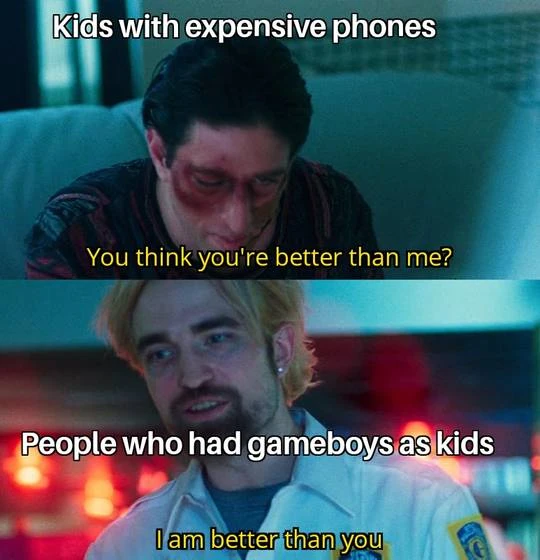 Kids with expensive phones
You think you're better than me?
People who had gameboys as kids
I am better than you